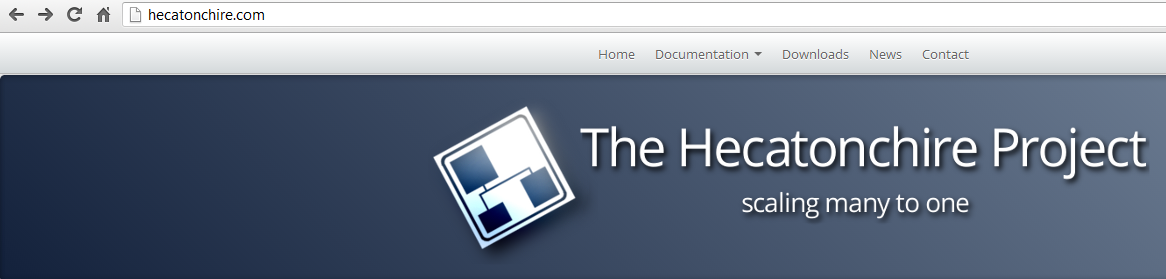 hecatonchire.com
Home Documentation Downloads News Contact
The Hecatonchire Project
scaling many to one